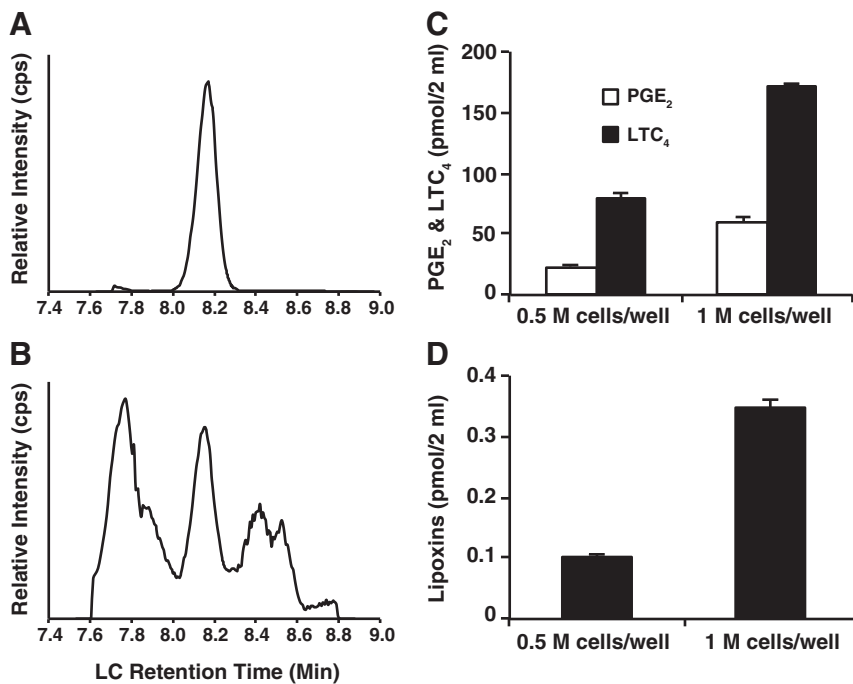 A
Relative Intensity (cps)
7.4 7.6 7.8 8.0 8.2 8.4 8.6 8.8 9.0
B
Relative Intensity (cps)
7.4 7.6 7.8 8.0 8.2 8.4 8.6 8.8 9.0
LC Retention Time (Min)
C
PGE₂ & LTC₄ (pmol/2 ml)
200
150
100
50
0
PGE₂
LTC₄
0.5 M cells/well 1 M cells/well
D
Lipoxins (pmol/2 ml)
0.4
0.3
0.2
0.1
0
0.5 M cells/well 1 M cells/well